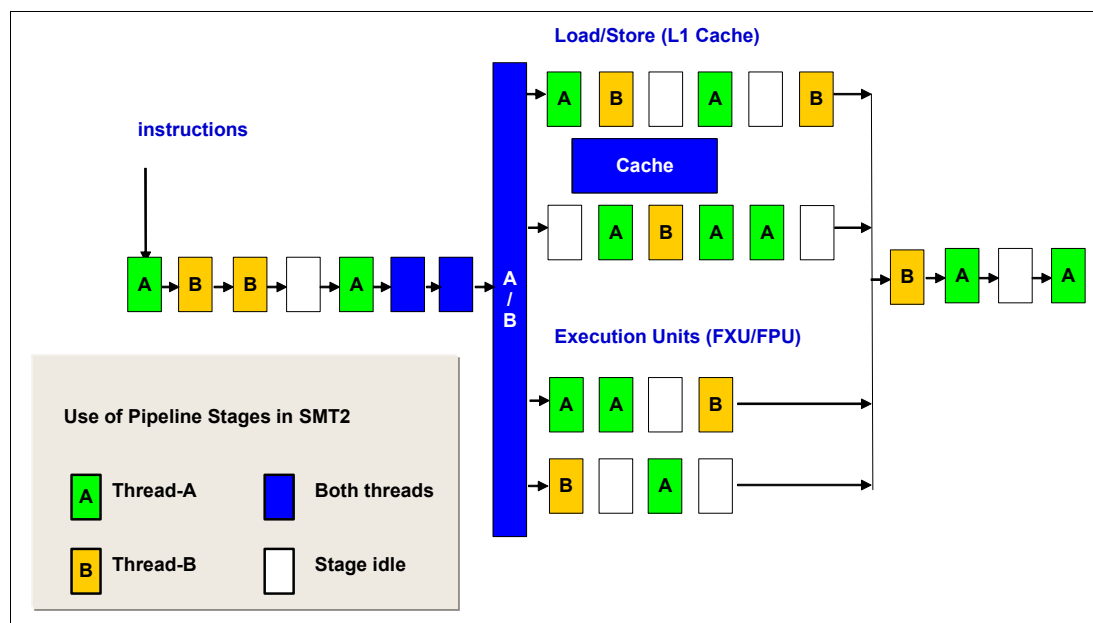 Load/Store (L1 Cache)
A B A B
instructions
Cache
A B A A
A B B A
A / B
B A A
Execution Units (FXU/FPU)
A A B
B A
Use of Pipeline Stages in SMT2
A Thread-A Both threads
B Thread-B Stage idle